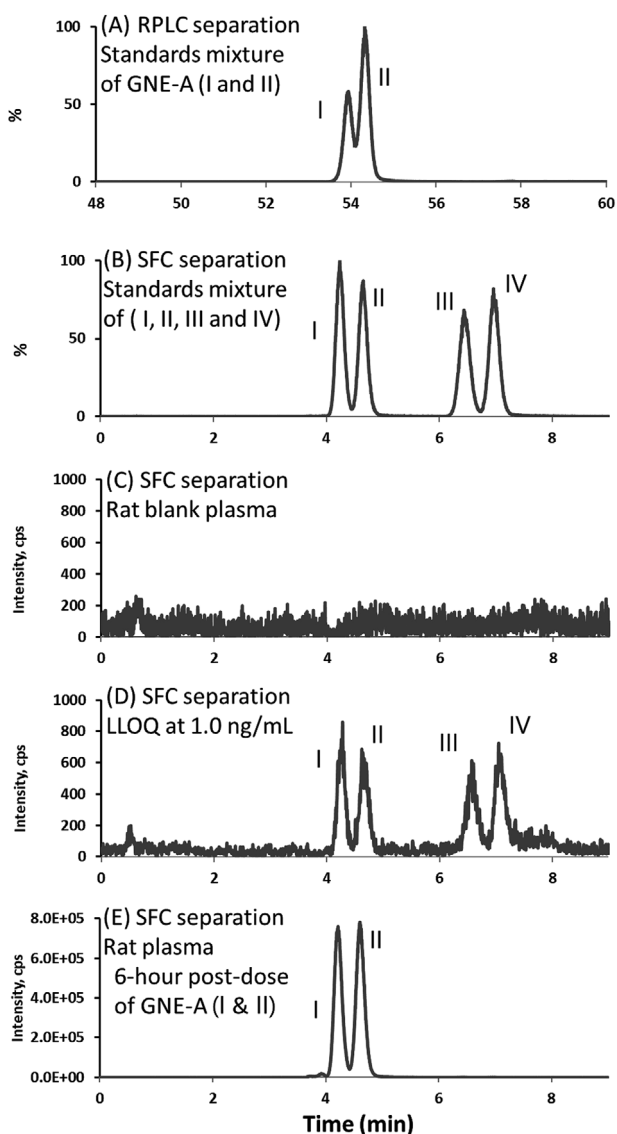 (A) RPLC separation
Standards mixture
of GNE-A (I and II)
100
50
0
%
I
II
48 50 52 54 56 58 60
(B) SFC separation
Standards mixture
of ( I, II, III and IV)
100
50
0
%
I
II
III
IV
0 2 4 6 8
(C) SFC separation
Rat blank plasma
1000
800
600
400
200
0
Intensity, cps
0 2 4 6 8
(D) SFC separation
LLOQ at 1.0 ng/mL
1000
800
600
400
200
0
Intensity, cps
I
II
III
IV
0 2 4 6 8
(E) SFC separation
Rat plasma
6-hour post-dose
of GNE-A (I & II)
8.0E+05
6.0E+05
4.0E+05
2.0E+05
0.0E+00
Intensity, cps
I
II
0 2 4 6 8
Time (min)